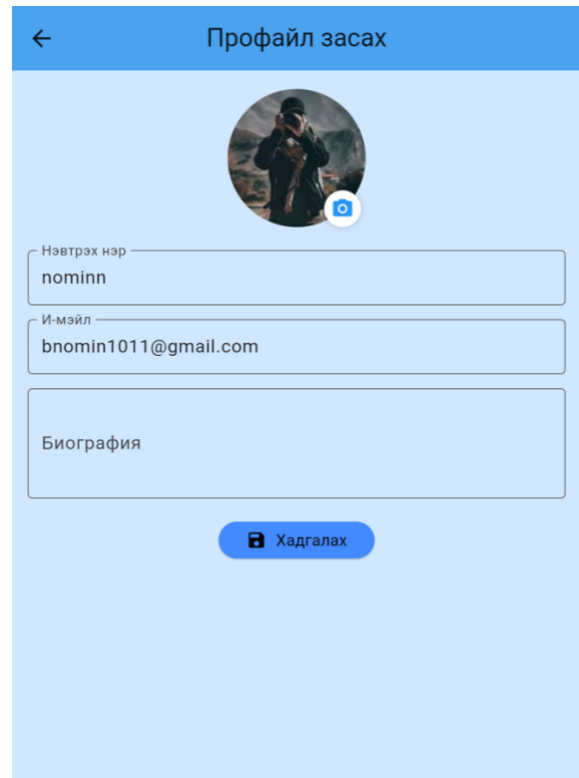 Профайл засах
Нэвтрэх нэр
nominn
И-мэйл
bnomin1011@gmail.com
Биография
Хадгалах